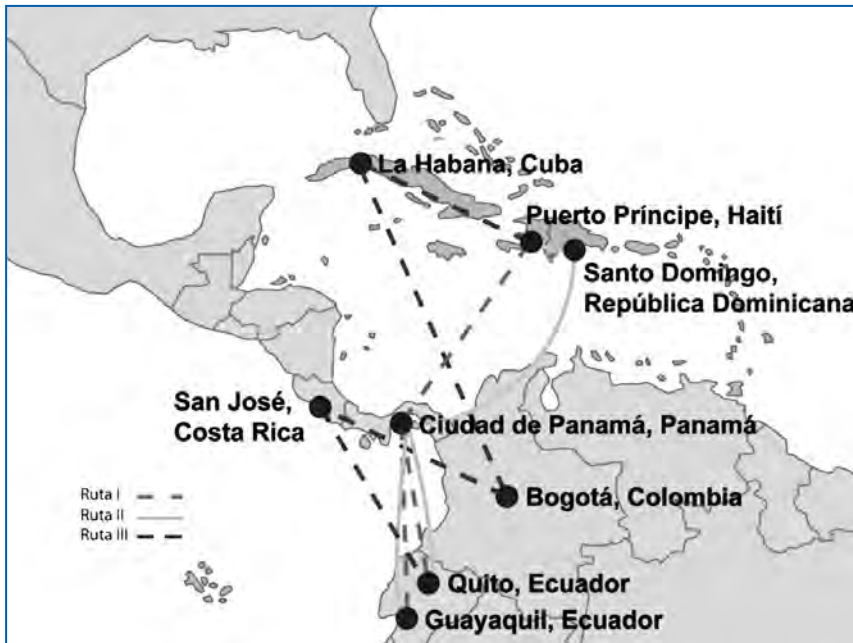 La Habana, Cuba
Puerto Príncipe, Haití
Santo Domingo,
República Dominicana
San José,
Costa Rica
Ciudad de Panamá, Panamá
Ruta I
Ruta II
Ruta III
Bogotá, Colombia
Quito, Ecuador
Guayaquil, Ecuador